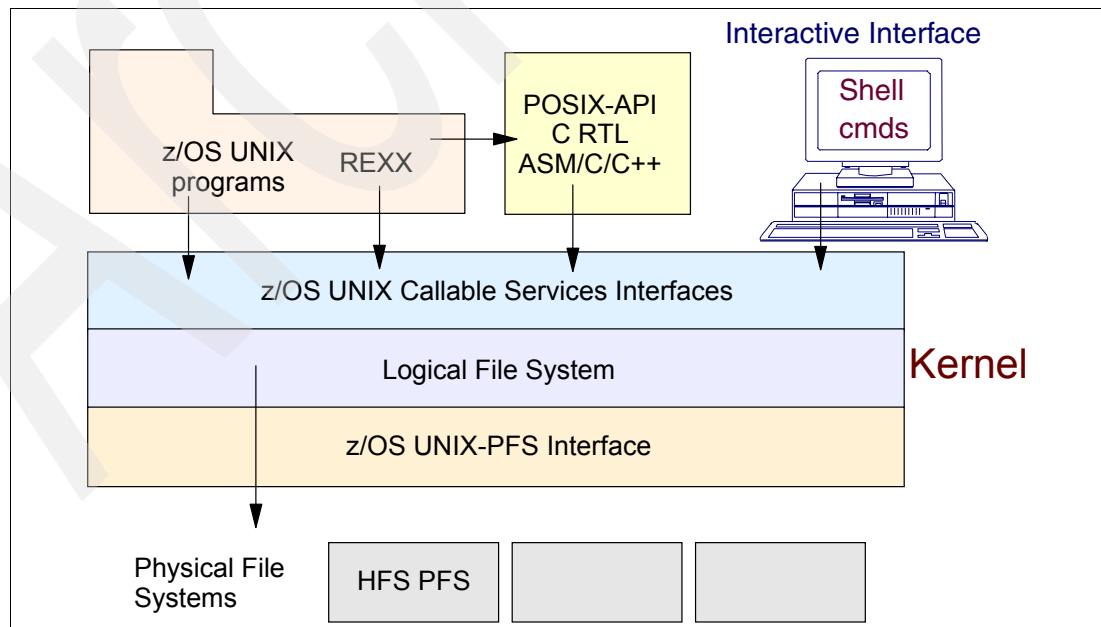 Interactive Interface
Shell
cmds
POSIX-API
C RTL
ASM/C/C++
z/OS UNIX
programs
REXX
z/OS UNIX Callable Services Interfaces
Logical File System
Kernel
z/OS UNIX-PFS Interface
Physical File
Systems
HFS PFS